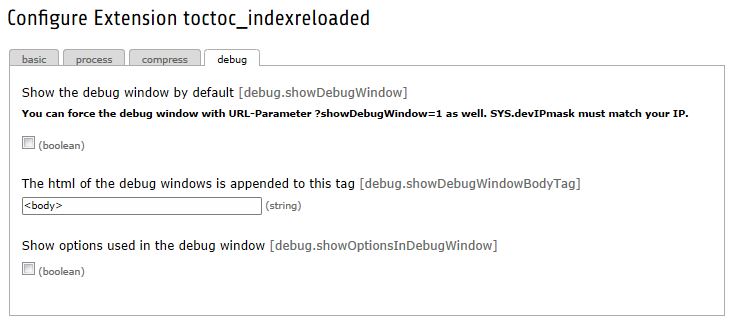 Configure Extension toctoc_indexreloaded
basic process compress debug
Show the debug window by default [debug.showDebugWindow]
You can force the debug window with URL-Parameter ?showDebugWindow=1 as well. SYS.devIPmask must match your IP.
(boolean)
The html of the debug windows is appended to this tag [debug.showDebugWindowBodyTag]
<body> (string)
Show options used in the debug window [debug.showOptionsInDebugWindow]
(boolean)